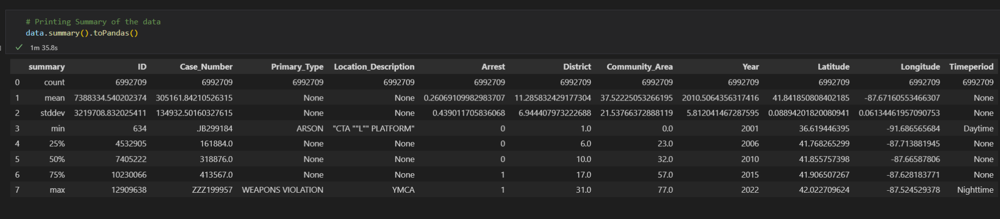 # Printing Summary of the data
data.summary().toPandas()
1m 35.8s
summary ID Case_Number Primary_Type Location_Description Arrest District Community_Area Year Latitude Longitude Timeperiod
0 count 6992709 6992709 6992709 6992709 6992709 6992709 6992709 6992709 6992709 6992709 6992709
1 mean 7388334.540202374 305161.84210526315 None None 0.26069109982983707 11.285832429177304 37.52225053266195 2010.5064356317416 41.841850808402185 -87.67160553466307 None
2 stddev 3219708.832025411 134932.50160327615 None None 0.439011705836068 6.944407973222688 21.53766372888119 5.812041467287595 0.08894201820080941 0.06134461957090753 None
3 min 634 .JB299184 ARSON "CTA ""L"" PLATFORM" 0 1.0 0.0 2001 36.619446395 -91.686565684 Daytime
4 25% 4532905 161884.0 None None 0 6.0 23.0 2006 41.768265299 -87.713881945 None
5 50% 7405222 318876.0 None None 0 10.0 32.0 2010 41.855757398 -87.66587806 None
6 75% 10230066 413567.0 None None 1 17.0 57.0 2015 41.906507267 -87.628183771 None
7 max 12909638 ZZZ199957 WEAPONS VIOLATION YMCA 1 31.0 77.0 2022 42.022709624 -87.524529378 Nighttime